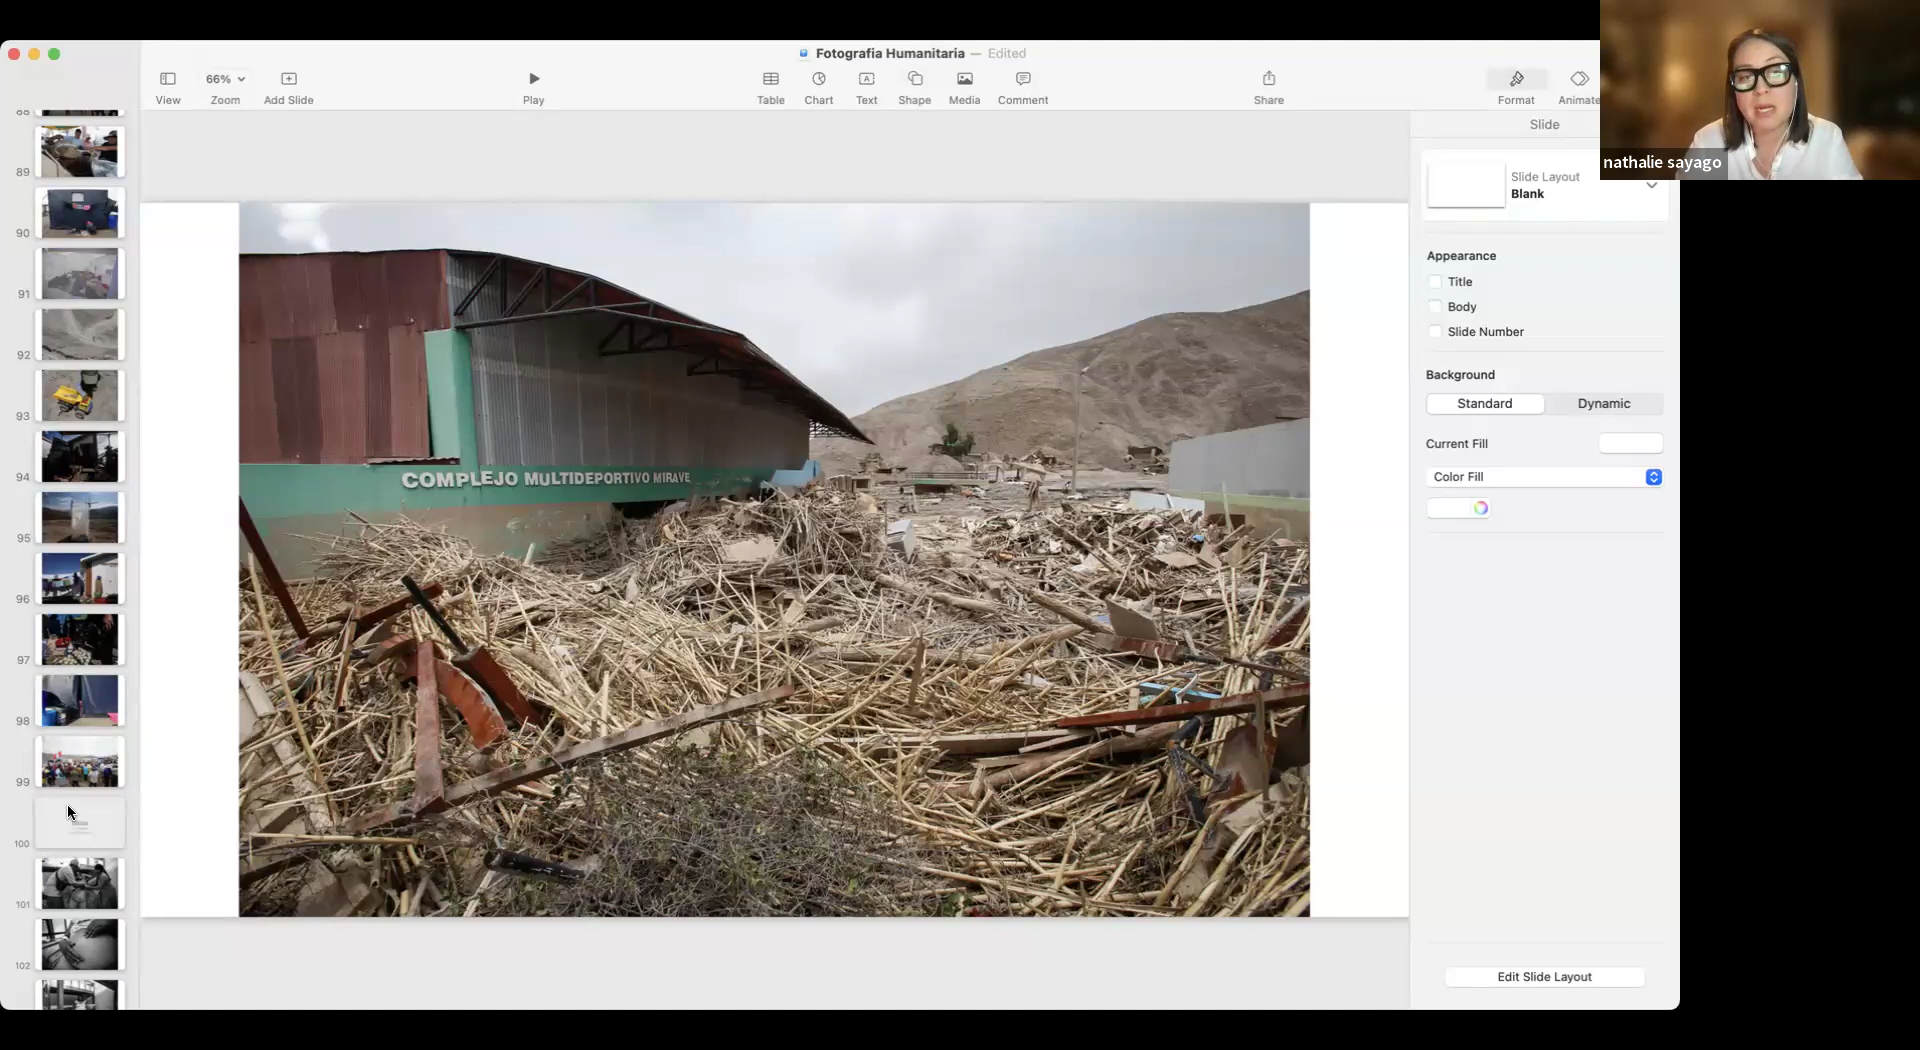 Fotografia Humanitaria — Edited
66%
View
Zoom
Add Slide
Play
Table
Chart
Text
Shape
Media
Comment
Share
Format
Animate
nathalie sayago
88
89
90
91
92
93
94
95
96
97
98
99
100
101
102
COMPLEJO MULTIDEPORTIVO MIRAVE
Slide
Slide Layout
Blank
Appearance
Title
Body
Slide Number
Background
Standard
Dynamic
Current Fill
Color Fill
Edit Slide Layout